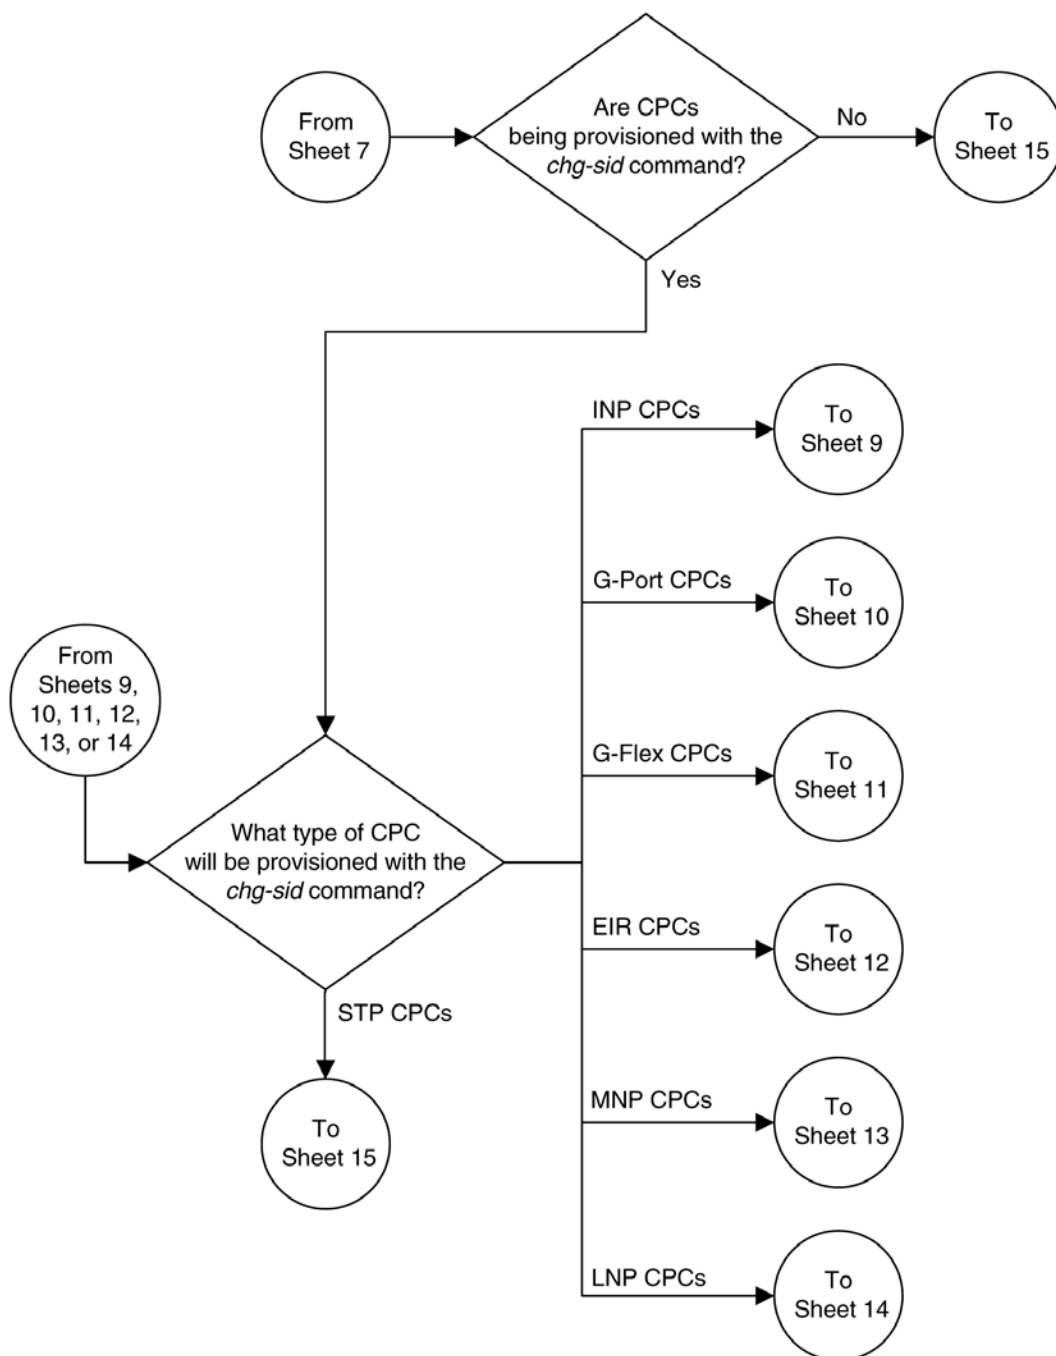 From
Sheet 7
Are CPCs
being provisioned with the
chg-sid command?
No
To
Sheet 15
Yes
INP CPCs
To
Sheet 9
G-Port CPCs
To
Sheet 10
From
Sheets 9,
10, 11, 12,
13, or 14
G-Flex CPCs
To
Sheet 11
What type of CPC
will be provisioned with the
chg-sid command?
EIR CPCs
To
Sheet 12
STP CPCs
To
Sheet 15
MNP CPCs
To
Sheet 13
LNP CPCs
To
Sheet 14